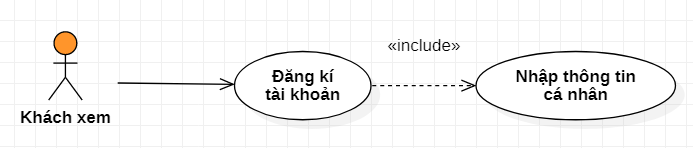 «include»
Đăng kí
tài khoản
Nhập thông tin
cá nhân
Khách xem